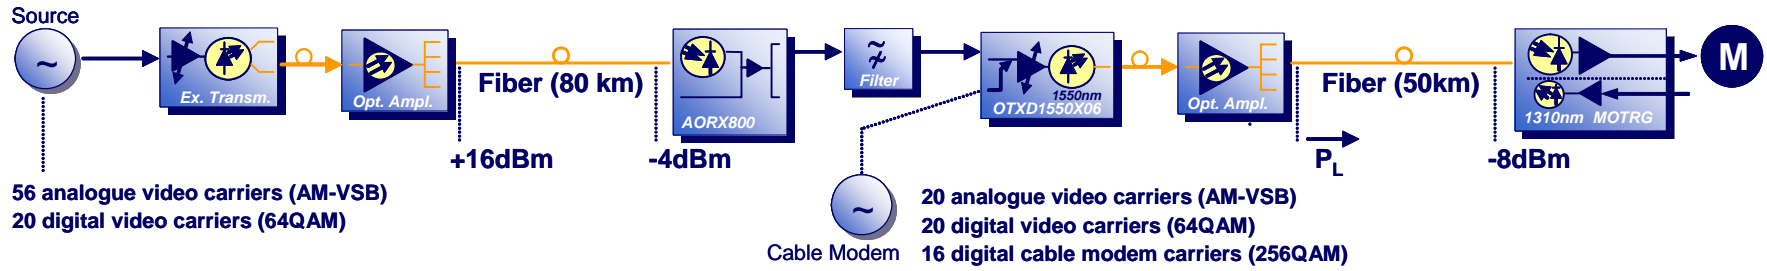 Source
~
Ex. Transm.
Opt. Ampl.
Fiber (80 km)
+16dBm
-4dBm
AORX800
Filter
1550nm
OTXD1550X06
Opt. Ampl.
Fiber (50km)
PL
-8dBm
1310nm MOTRG
M
56 analogue video carriers (AM-VSB)
20 digital video carriers (64QAM)
~
Cable Modem
20 analogue video carriers (AM-VSB)
20 digital video carriers (64QAM)
16 digital cable modem carriers (256QAM)